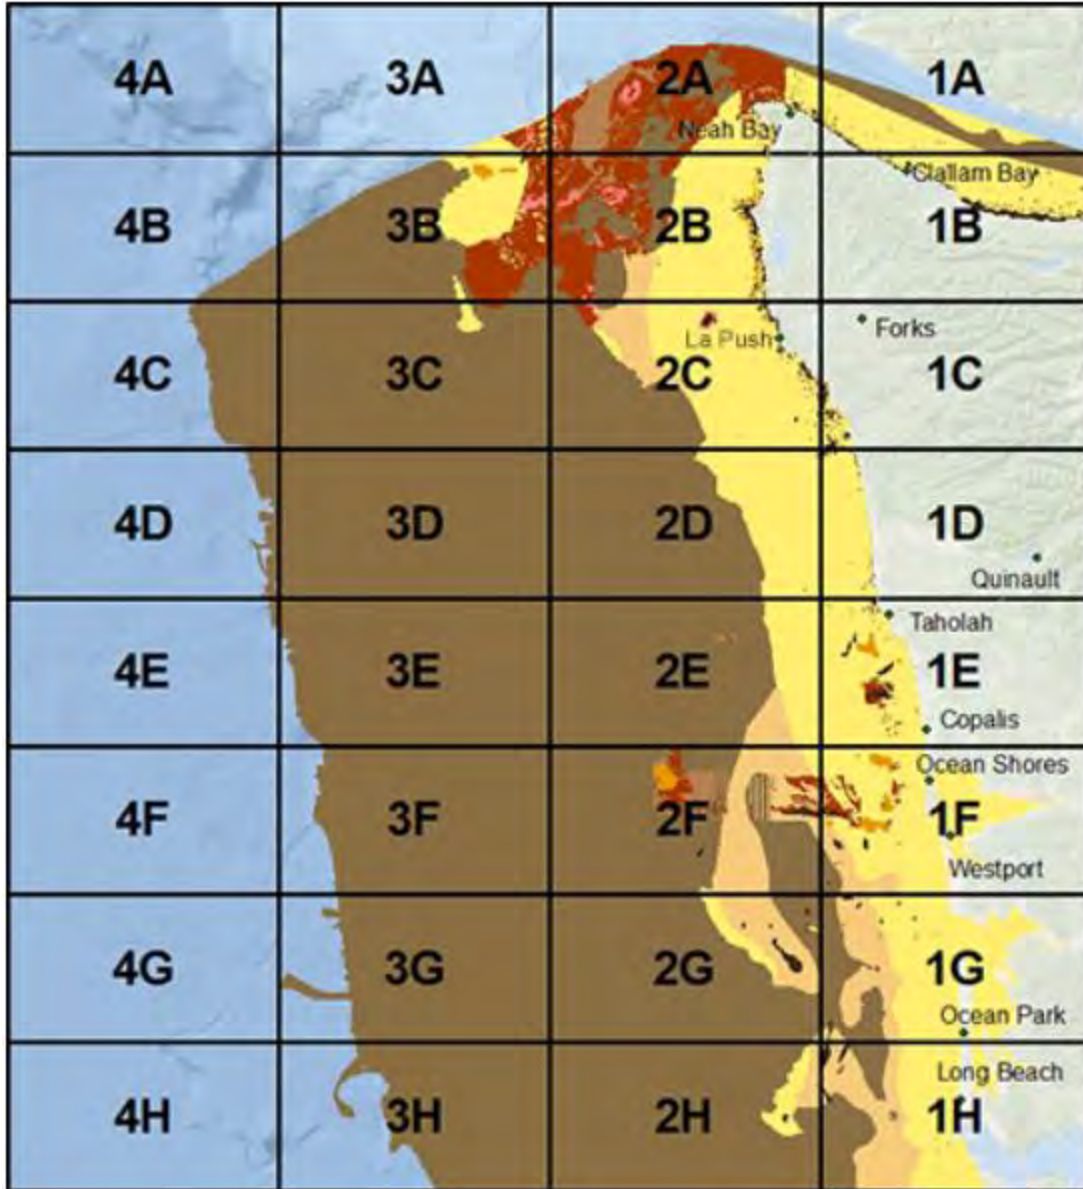 4A 3A 2A 1A
Neah Bay
Clallam Bay
4B 3B 2B 1B
Forks
La Push
4C 3C 2C 1C
4D 3D 2D 1D
Quinault
Taholah
4E 3E 2E 1E
Copalis
Ocean Shores
4F 3F 2F 1F
Westport
4G 3G 2G 1G
Ocean Park
Long Beach
4H 3H 2H 1H